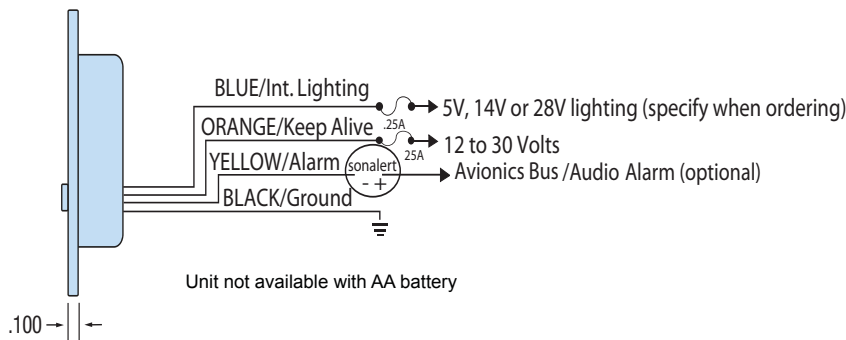 BLUE/Int. Lighting
5V, 14V or 28V lighting (specify when ordering)
.25A
ORANGE/Keep Alive
12 to 30 Volts
25A
YELLOW/Alarm
sonalert
- +
Avionics Bus /Audio Alarm (optional)
BLACK/Ground
Unit not available with AA battery
.100